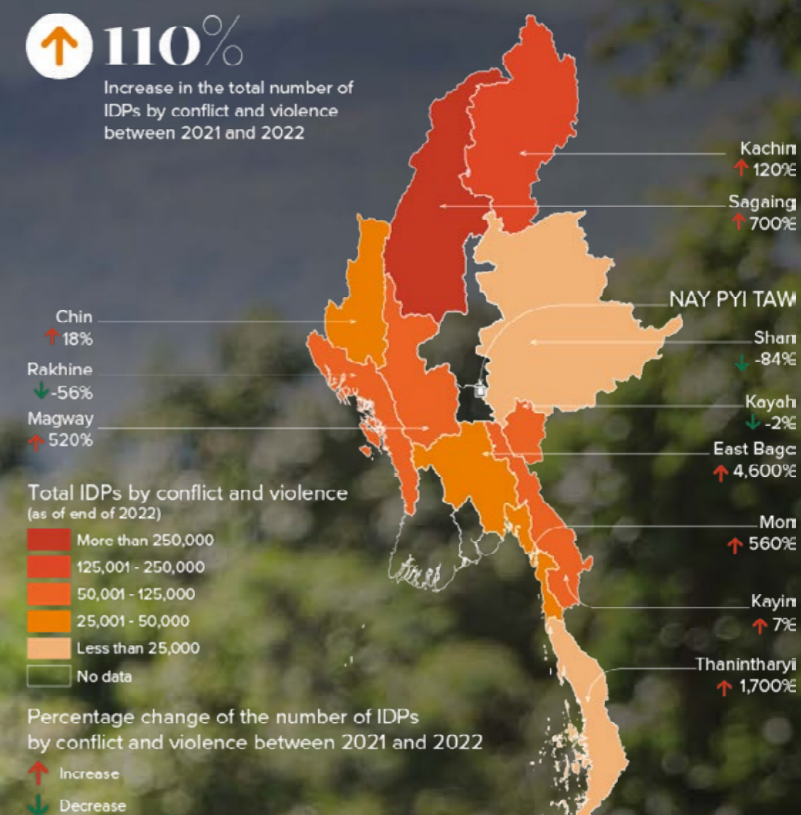 110%
Increase in the total number of
IDPs by conflict and violence
between 2021 and 2022
Kachin
120%
Sagaing
700%
NAY PYI TAW
Chin
18%
Shan
-84%
Rakhine
-56%
Kayah
-2%
Magway
520%
East Bago
4,600%
Total IDPs by conflict and violence
(as of end of 2022)
More than 250,000
125,001 - 250,000
50,001 - 125,000
25,001 - 50,000
Less than 25,000
No data
Mon
560%
Kayin
7%
Thanintharyi
1,700%
Percentage change of the number of IDPs
by conflict and violence between 2021 and 2022
Increase
Decrease